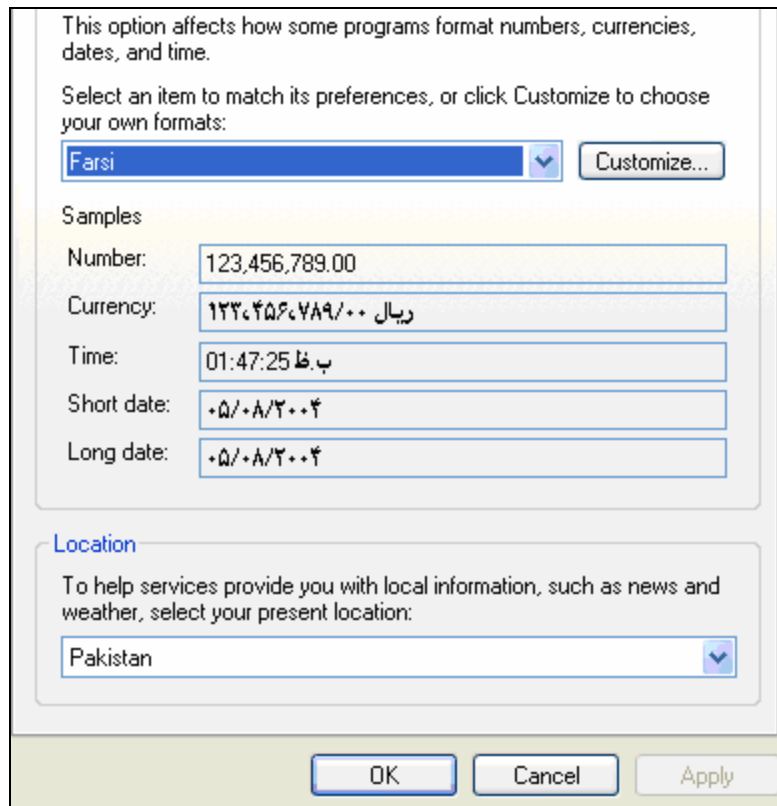 This option affects how some programs format numbers, currencies,
dates, and time.
Select an item to match its preferences, or click Customize to choose
your own formats:
Farsi
Customize...
Samples
Number:
123,456,789.00
Currency:
ریال ۱۲۳،۴۵۶،۷۸۹/۰۰
Time:
01:47:25 ب.ظ
Short date:
۰۵/۰۸/۲۰۰۴
Long date:
۰۵/۰۸/۲۰۰۴
Location
To help services provide you with local information, such as news and
weather, select your present location:
Pakistan
OK
Cancel
Apply